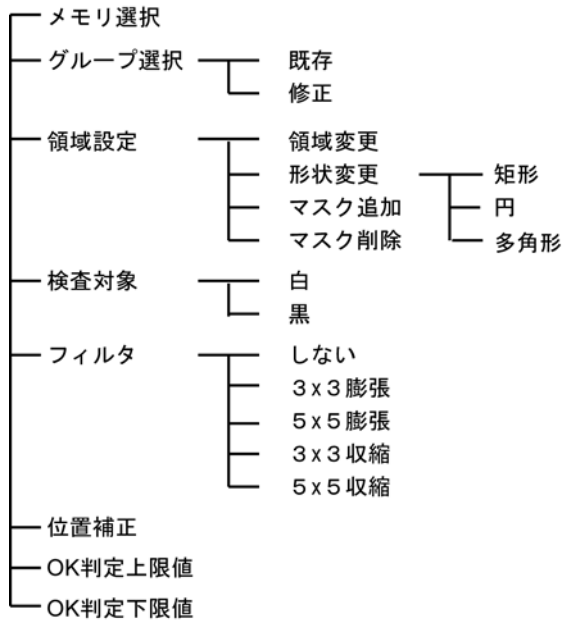 メモリ選択
グループ選択 既存
修正
領域設定 領域変更
形状変更 矩形
マスク追加 円
マスク削除 多角形
検査対象 白
黒
フィルタ しない
３x３膨張
５x５膨張
３x３収縮
５x５収縮
位置補正
OK判定上限値
OK判定下限値